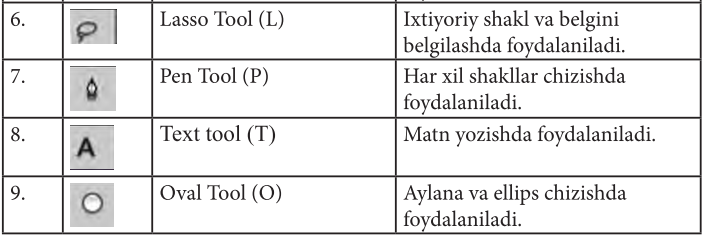 6. Lasso Tool (L) Ixtiyoriy shakl va belgini
belgilashda foydalaniladi.
7. Pen Tool (P) Har xil shakllar chizishda
foydalaniladi.
8. A Text tool (T) Matn yozishda foydalaniladi.
9. Oval Tool (O) Aylana va ellips chizishda
foydalaniladi.